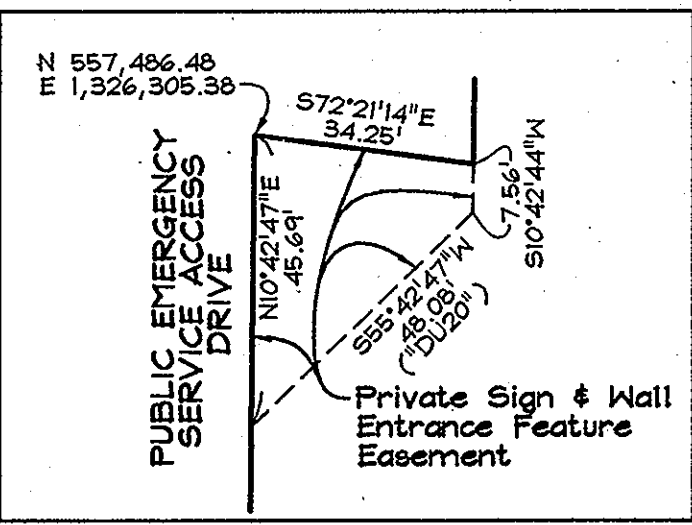 N 557,486.48
E 1,326,305.38
S72°21'14"E
34.25'
PUBLIC EMERGENCY
SERVICE ACCESS
DRIVE
N10°42'47"E
45.69'
7.56'
S10°42'44"W
S55°42'47"W
48.08'
("DU20")
Private Sign & Wall
Entrance Feature
Easement